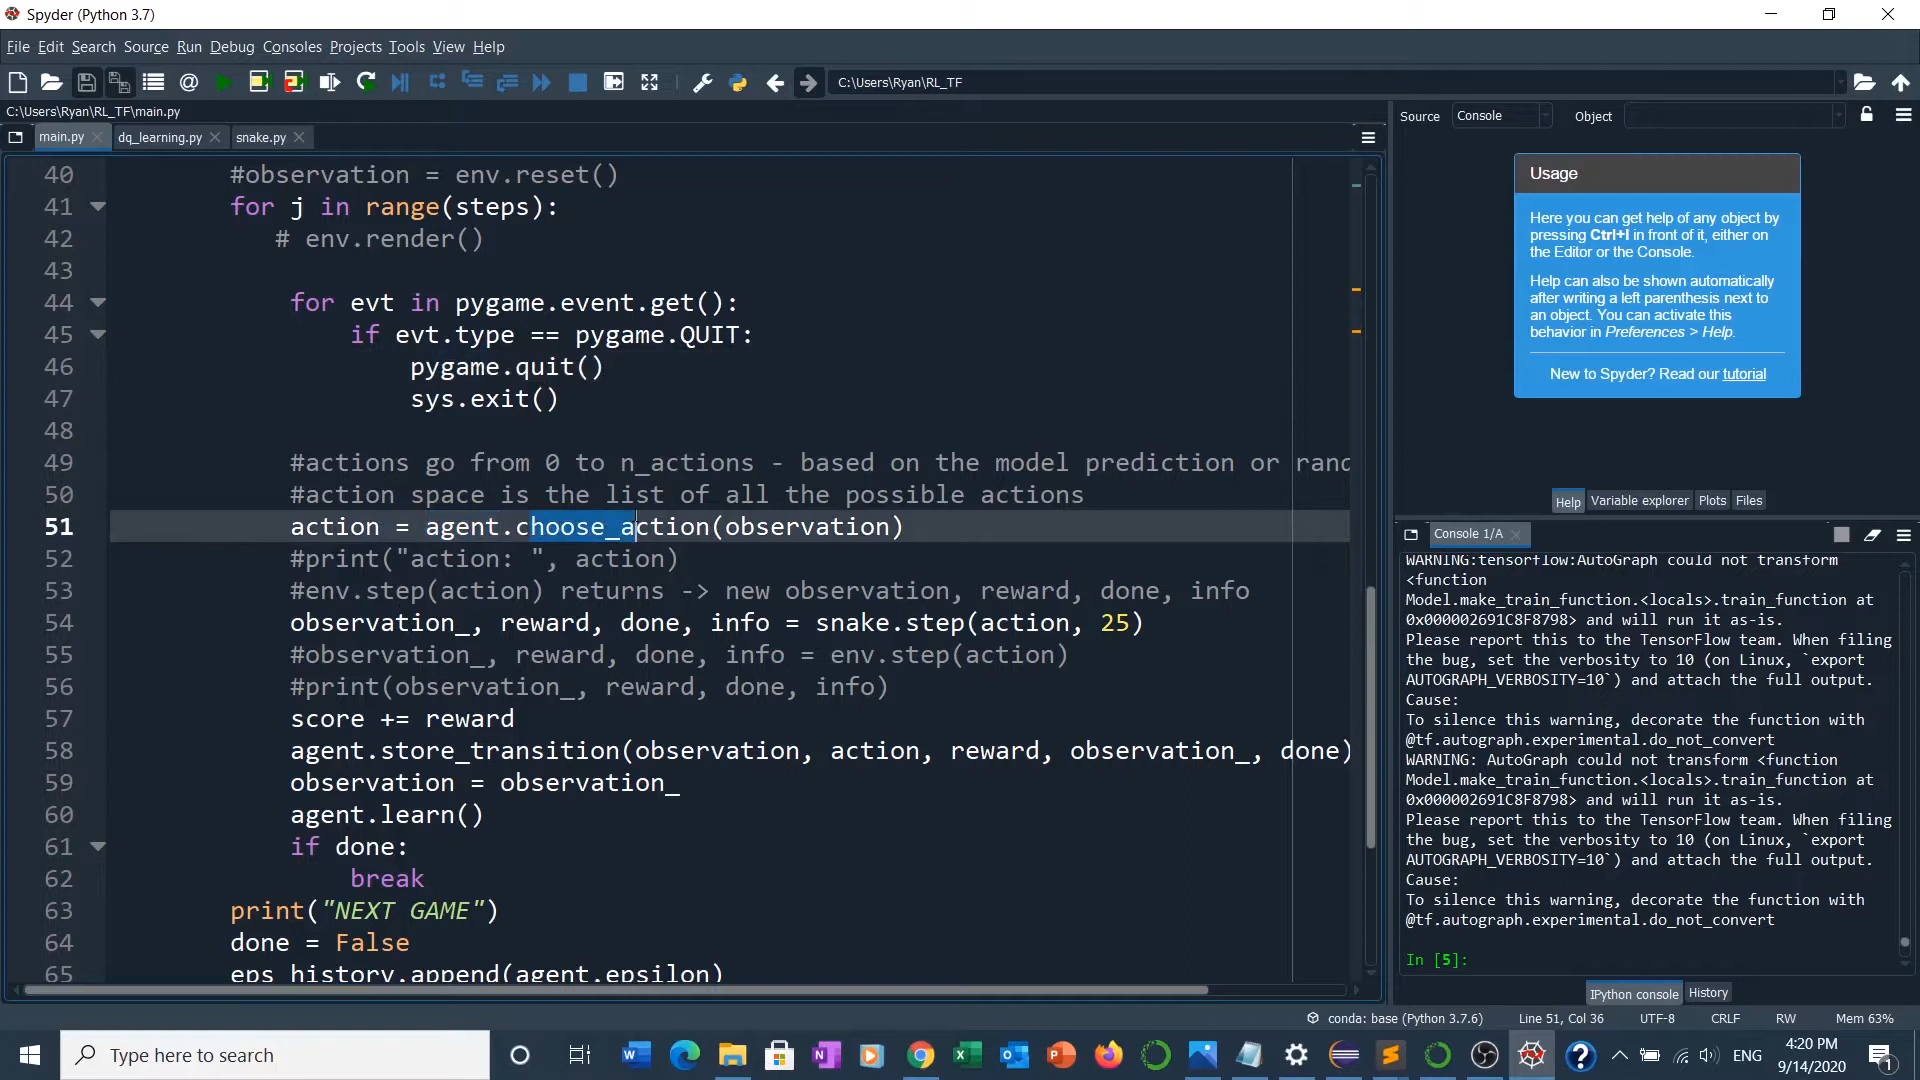 Spyder (Python 3.7)
File Edit Search Source Run Debug Consoles Projects Tools View Help
C:\Users\Ryan\RL_TF
C:\Users\Ryan\RL_TF\main.py
main.py dq_learning.py snake.py
40 #observation = env.reset()
41 for j in range(steps):
42 # env.render()
43
44 for evt in pygame.event.get():
45 if evt.type == pygame.QUIT:
46 pygame.quit()
47 sys.exit()
48
49 #actions go from 0 to n_actions - based on the model prediction or rand
50 #action space is the list of all the possible actions
51 action = agent.choose_action(observation)
52 #print("action: ", action)
53 #env.step(action) returns -> new observation, reward, done, info
54 observation_, reward, done, info = snake.step(action, 25)
55 #observation_, reward, done, info = env.step(action)
56 #print(observation_, reward, done, info)
57 score += reward
58 agent.store_transition(observation, action, reward, observation_, done)
59 observation = observation_
60 agent.learn()
61 if done:
62 break
63 print("NEXT GAME")
64 done = False
65 eps_history.append(agent.epsilon)
Source Console Object
Usage
Here you can get help of any object by
pressing Ctrl+I in front of it, either on
the Editor or the Console.
Help can also be shown automatically
after writing a left parenthesis next to
an object. You can activate this
behavior in Preferences > Help.
New to Spyder? Read our tutorial
Help Variable explorer Plots Files
Console 1/A
WARNING:tensorflow:AutoGraph could not transform
<function
Model.make_train_function.<locals>.train_function at
0x000002691C8F8798> and will run it as-is.
Please report this to the TensorFlow team. When filing
the bug, set the verbosity to 10 (on Linux, `export
AUTOGRAPH_VERBOSITY=10`) and attach the full output.
Cause:
To silence this warning, decorate the function with
@tf.autograph.experimental.do_not_convert
WARNING: AutoGraph could not transform <function
Model.make_train_function.<locals>.train_function at
0x000002691C8F8798> and will run it as-is.
Please report this to the TensorFlow team. When filing
the bug, set the verbosity to 10 (on Linux, `export
AUTOGRAPH_VERBOSITY=10`) and attach the full output.
Cause:
To silence this warning, decorate the function with
@tf.autograph.experimental.do_not_convert
In [5]:
IPython console History
conda: base (Python 3.7.6) Line 51, Col 36 UTF-8 CRLF RW Mem 63%
Type here to search
ENG
4:20 PM
9/14/2020
1